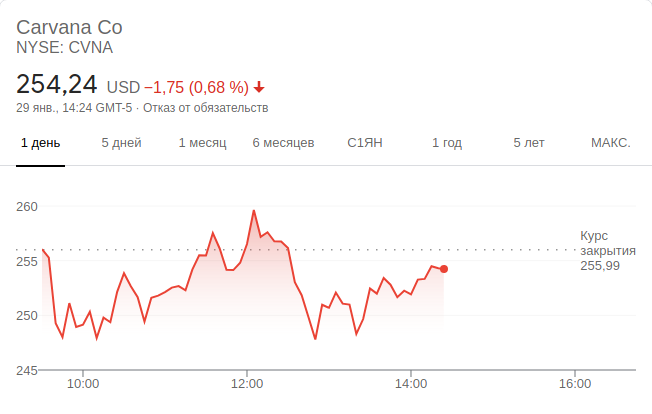 Carvana Co
NYSE: CVNA
254,24 USD −1,75 (0,68 %)
29 янв., 14:24 GMT-5 · Отказ от обязательств
1 день 5 дней 1 месяц 6 месяцев С1ЯН 1 год 5 лет МАКС.
260
Курс
закрытия
255,99
255
250
245
10:00 12:00 14:00 16:00